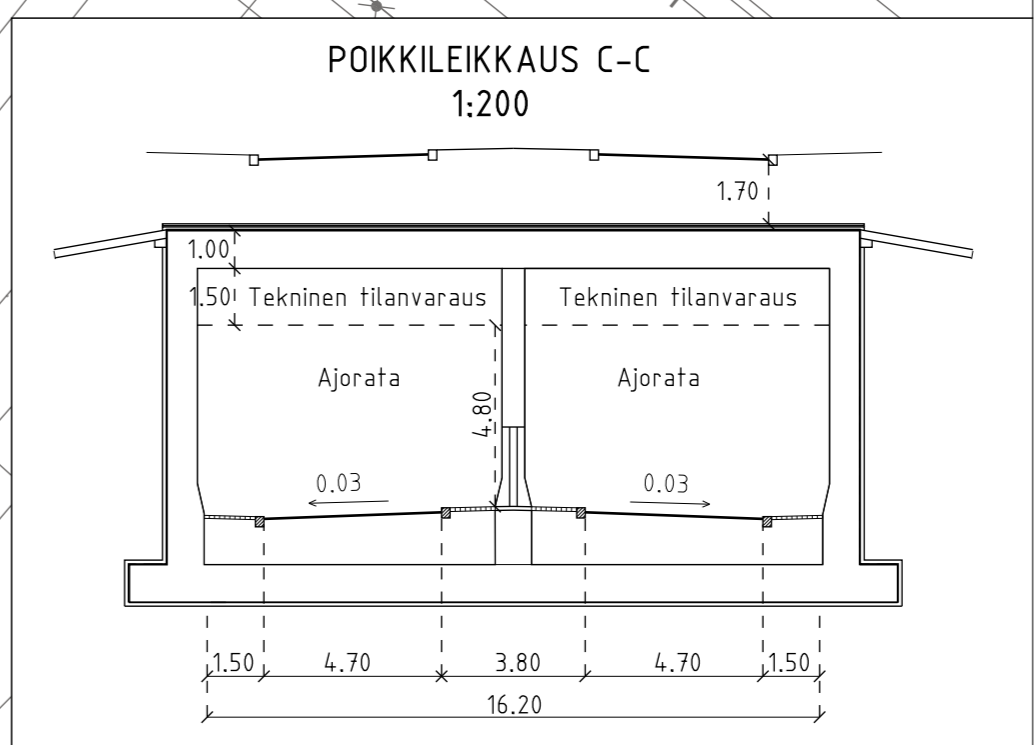 POIKKILEIKKAUS C-C
1:200
1.70
1.00
1.50 Tekninen tilanvaraus Tekninen tilanvaraus
Ajorata Ajorata
4.80
0.03 0.03
1.50 4.70 3.80 4.70 1.50
16.20